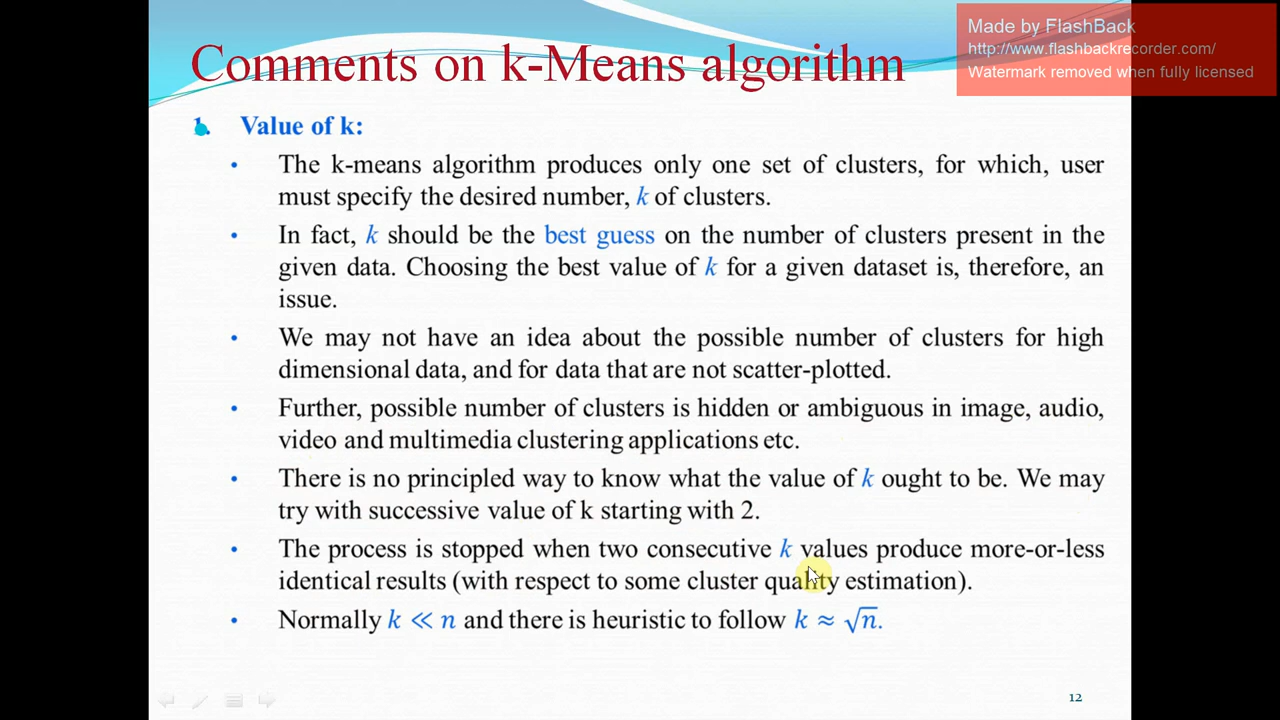 Made by FlashBack
http://www.flashbackrecorder.com/
Watermark removed when fully licensed
Comments on k-Means algorithm
1. Value of k:
• The k-means algorithm produces only one set of clusters, for which, user
must specify the desired number, k of clusters.
• In fact, k should be the best guess on the number of clusters present in the
given data. Choosing the best value of k for a given dataset is, therefore, an
issue.
• We may not have an idea about the possible number of clusters for high
dimensional data, and for data that are not scatter-plotted.
• Further, possible number of clusters is hidden or ambiguous in image, audio,
video and multimedia clustering applications etc.
• There is no principled way to know what the value of k ought to be. We may
try with successive value of k starting with 2.
• The process is stopped when two consecutive k values produce more-or-less
identical results (with respect to some cluster quality estimation).
• Normally k ≪ n and there is heuristic to follow k ≈ √n.
12